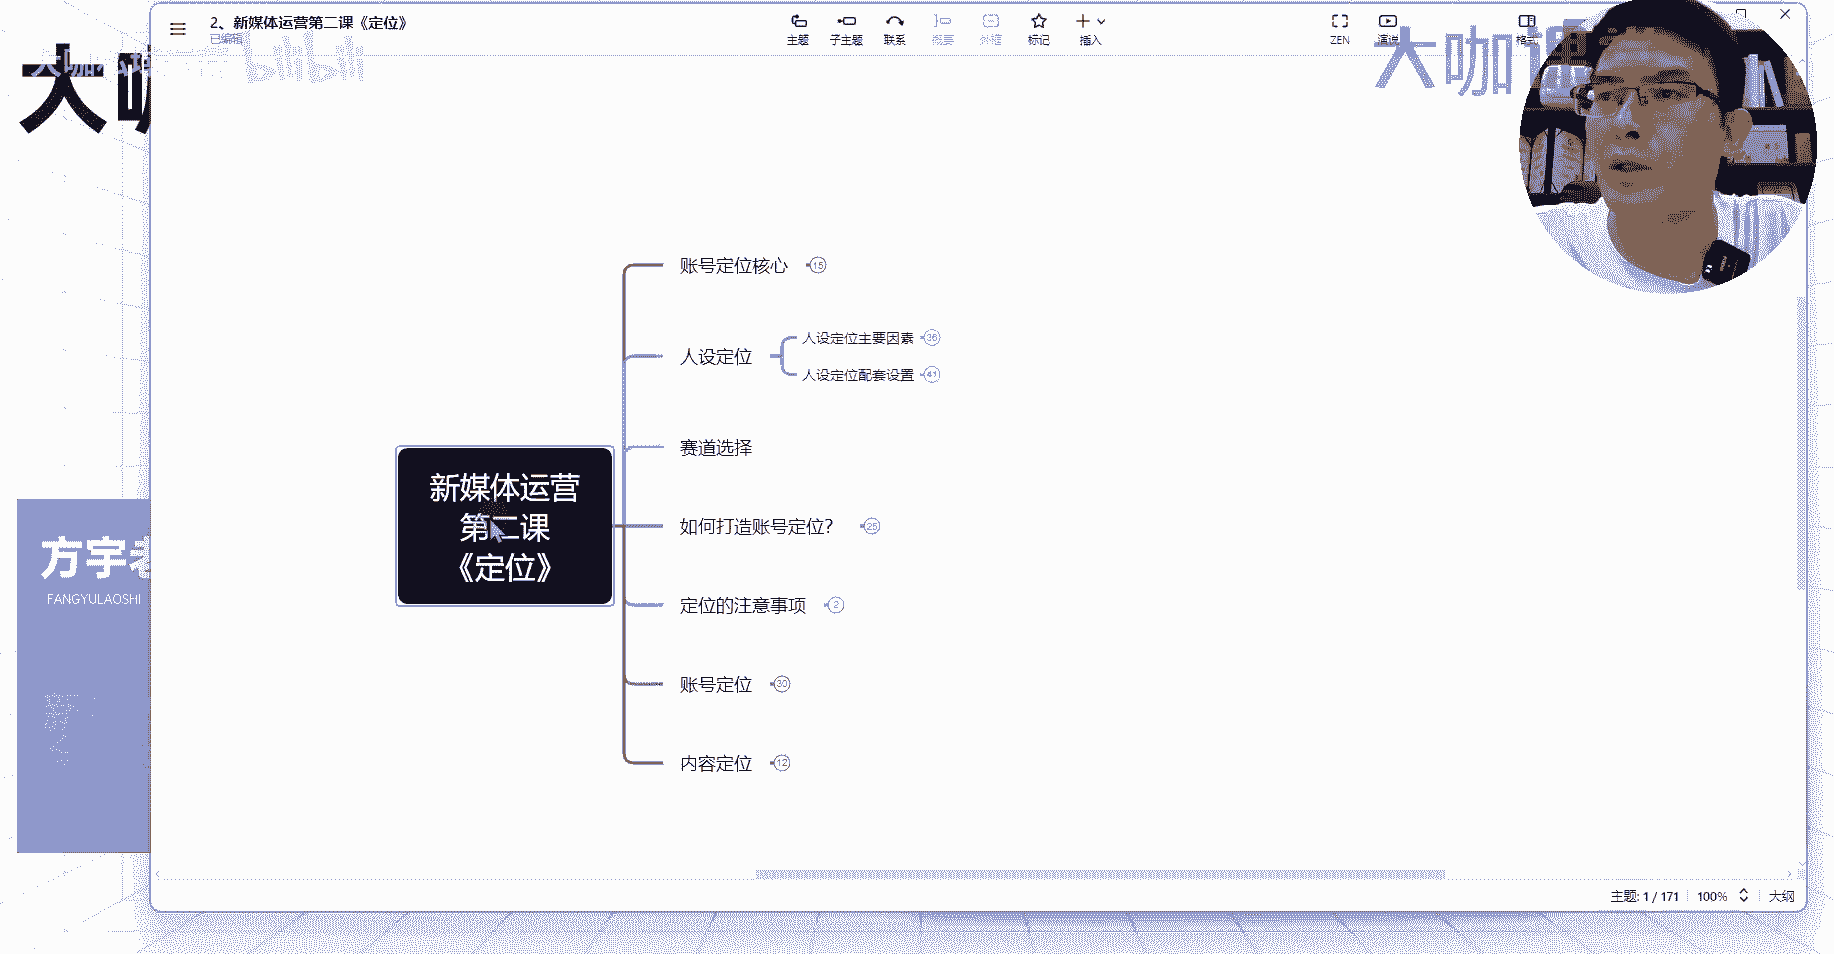 2、新媒体运营第二课《定位》
已编辑
主题
子主题
联系
概要
外框
标记
插入
ZEN
演说
格式
大咖
bilibili
大咖课
方宇老
FANGYULAOSHI
新媒体运营
第二课
《定位》
账号定位核心 15
人设定位
人设定位主要因素 36
人设定位配套设置 41
赛道选择
如何打造账号定位? 25
定位的注意事项 2
账号定位 30
内容定位 12
主题: 1 / 171
100%
大纲